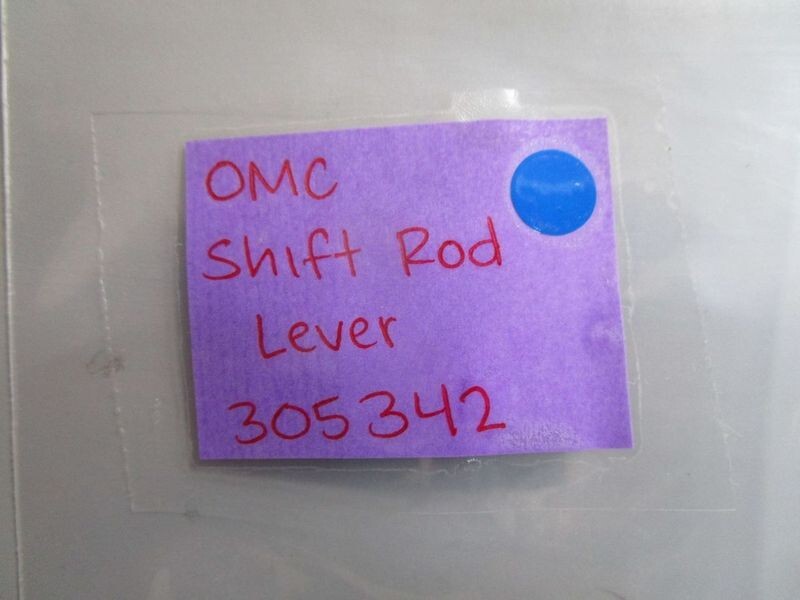 OMC
Shift Rod
Lever
305342